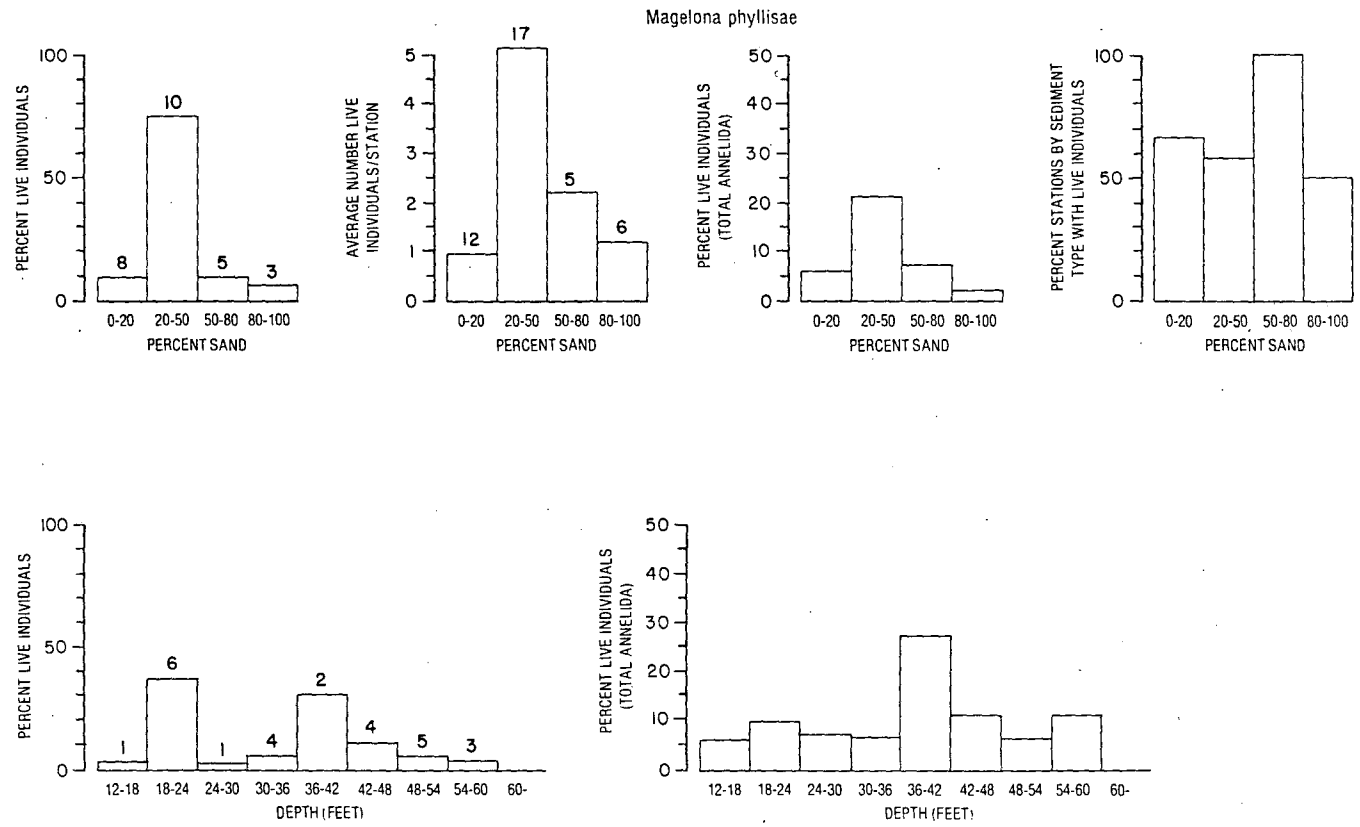 Magelona phyllisae
PERCENT LIVE INDIVIDUALS
100
50
0
8
10
5
3
0-20 20-50 50-80 80-100
PERCENT SAND
AVERAGE NUMBER LIVE
INDIVIDUALS/STATION
5
4
3
2
1
0
12
17
5
6
0-20 20-50 50-80 80-100
PERCENT SAND
PERCENT LIVE INDIVIDUALS
(TOTAL ANNELIDA)
50
40
30
20
10
0
0-20 20-50 50-80 80-100
PERCENT SAND
PERCENT STATIONS BY SEDIMENT
TYPE WITH LIVE INDIVIDUALS
100
50
0
0-20 20-50 50-80 80-100
PERCENT SAND
PERCENT LIVE INDIVIDUALS
100
50
0
1
6
1
4
2
4
5
3
12-18 18-24 24-30 30-36 36-42 42-48 48-54 54-60 60-
DEPTH (FEET)
PERCENT LIVE INDIVIDUALS
(TOTAL ANNELIDA)
50
40
30
20
10
0
12-18 18-24 24-30 30-36 36-42 42-48 48-54 54-60 60-
DEPTH (FEET)